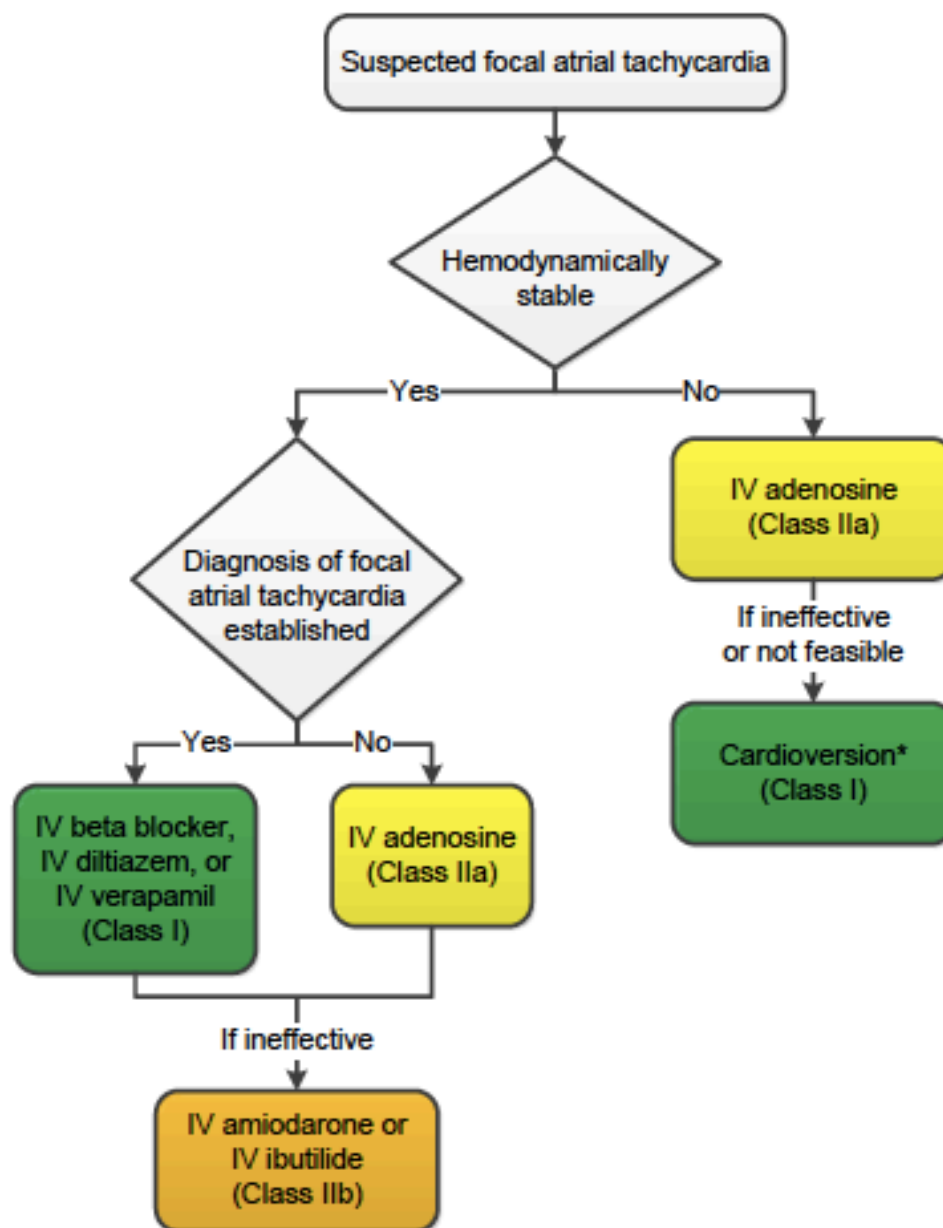 Suspected focal atrial tachycardia
Hemodynamically
stable
Yes
No
Diagnosis of focal
atrial tachycardia
established
IV adenosine
(Class IIa)
If ineffective
or not feasible
Cardioversion*
(Class I)
Yes
No
IV beta blocker,
IV diltiazem, or
IV verapamil
(Class I)
IV adenosine
(Class IIa)
If ineffective
IV amiodarone or
IV ibutilide
(Class IIb)